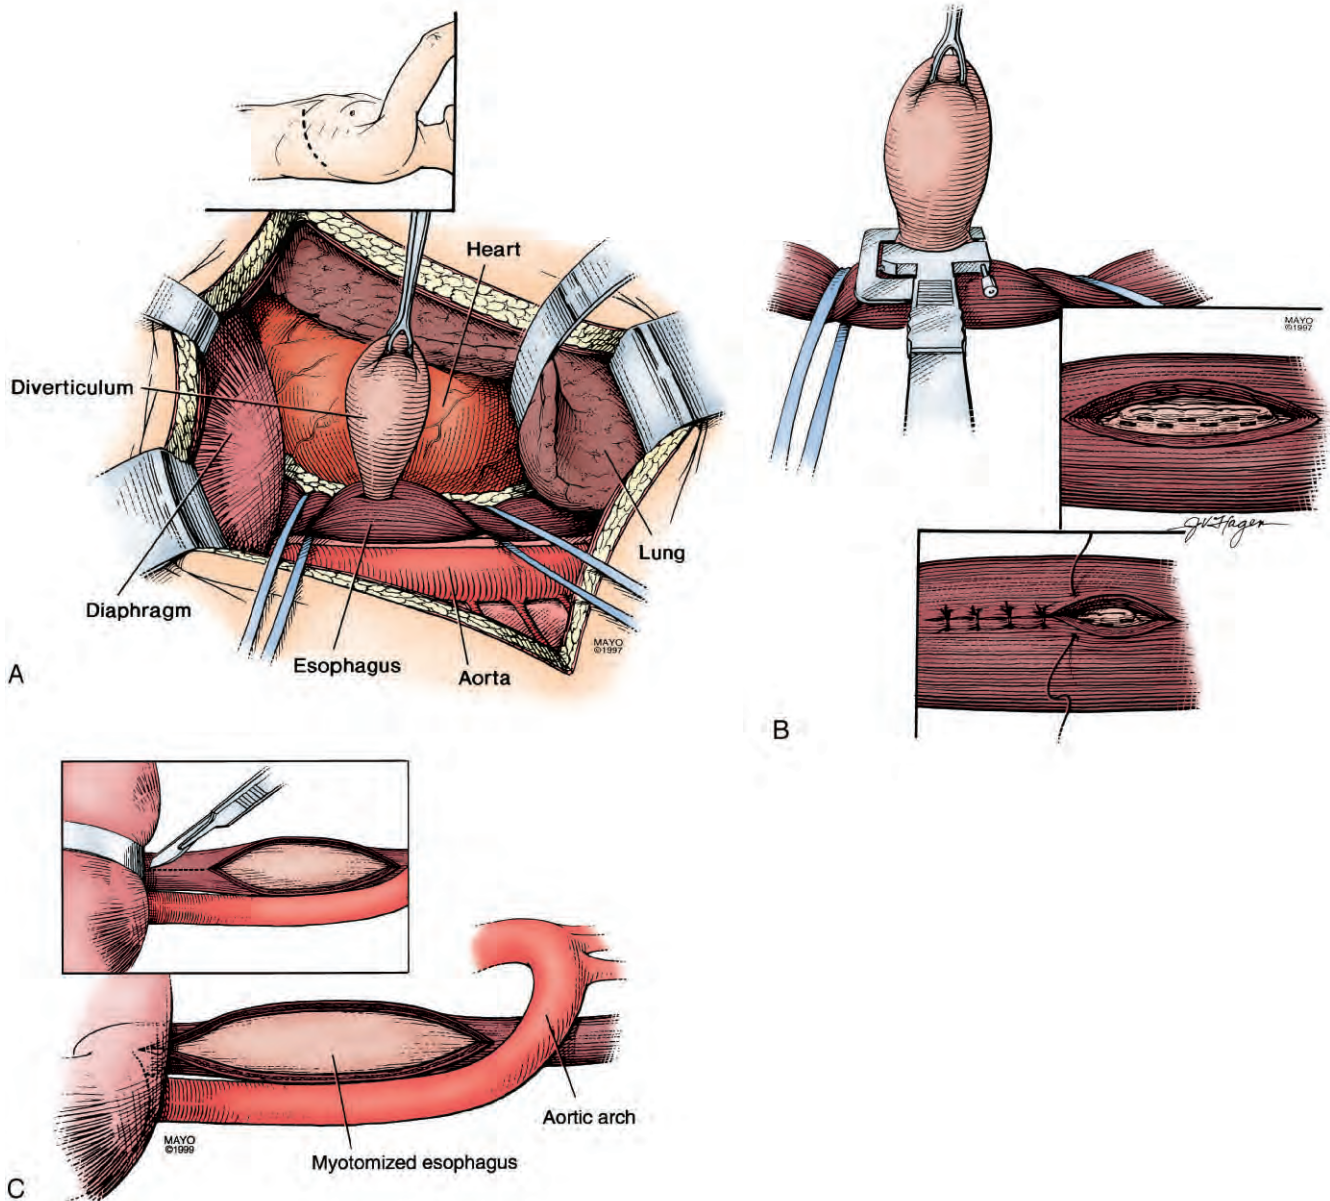 Heart
Diverticulum
Lung
Diaphragm
Esophagus
Aorta
MAYO
©1997
A
MAYO
©1997
B
Aortic arch
MAYO
©1999
Myotomized esophagus
C